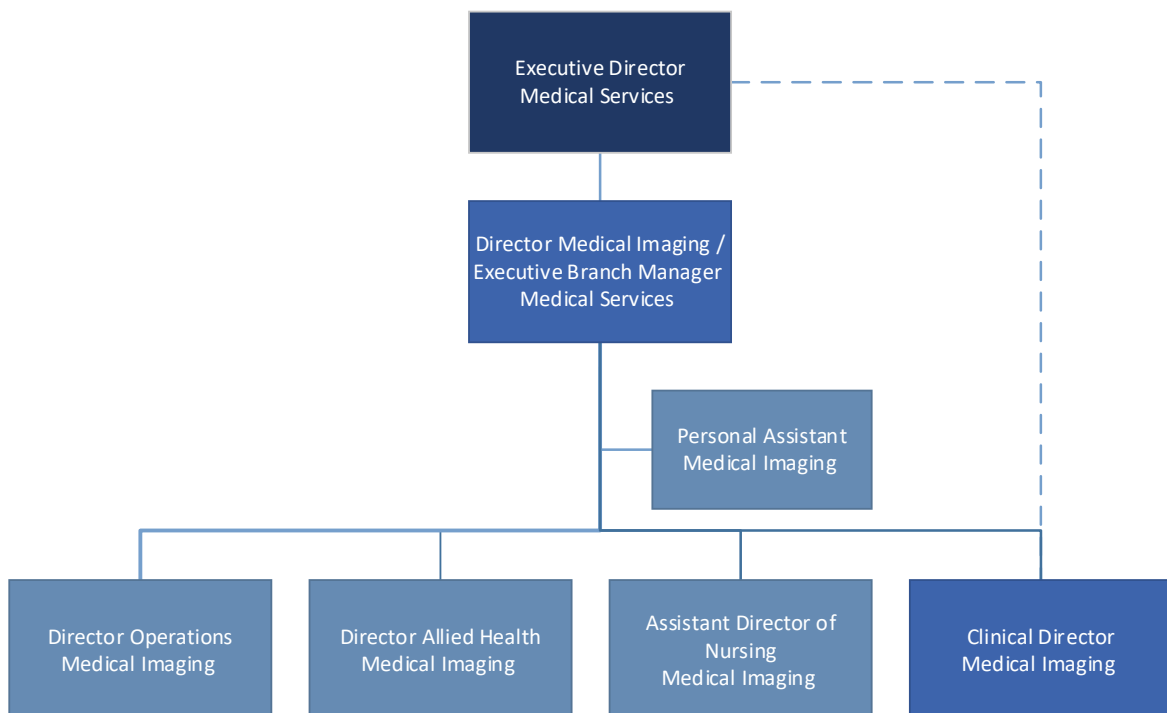 Executive Director
Medical Services
Director Medical Imaging /
Executive Branch Manager
Medical Services
Personal Assistant
Medical Imaging
Director Operations
Medical Imaging
Director Allied Health
Medical Imaging
Assistant Director of
Nursing
Medical Imaging
Clinical Director
Medical Imaging